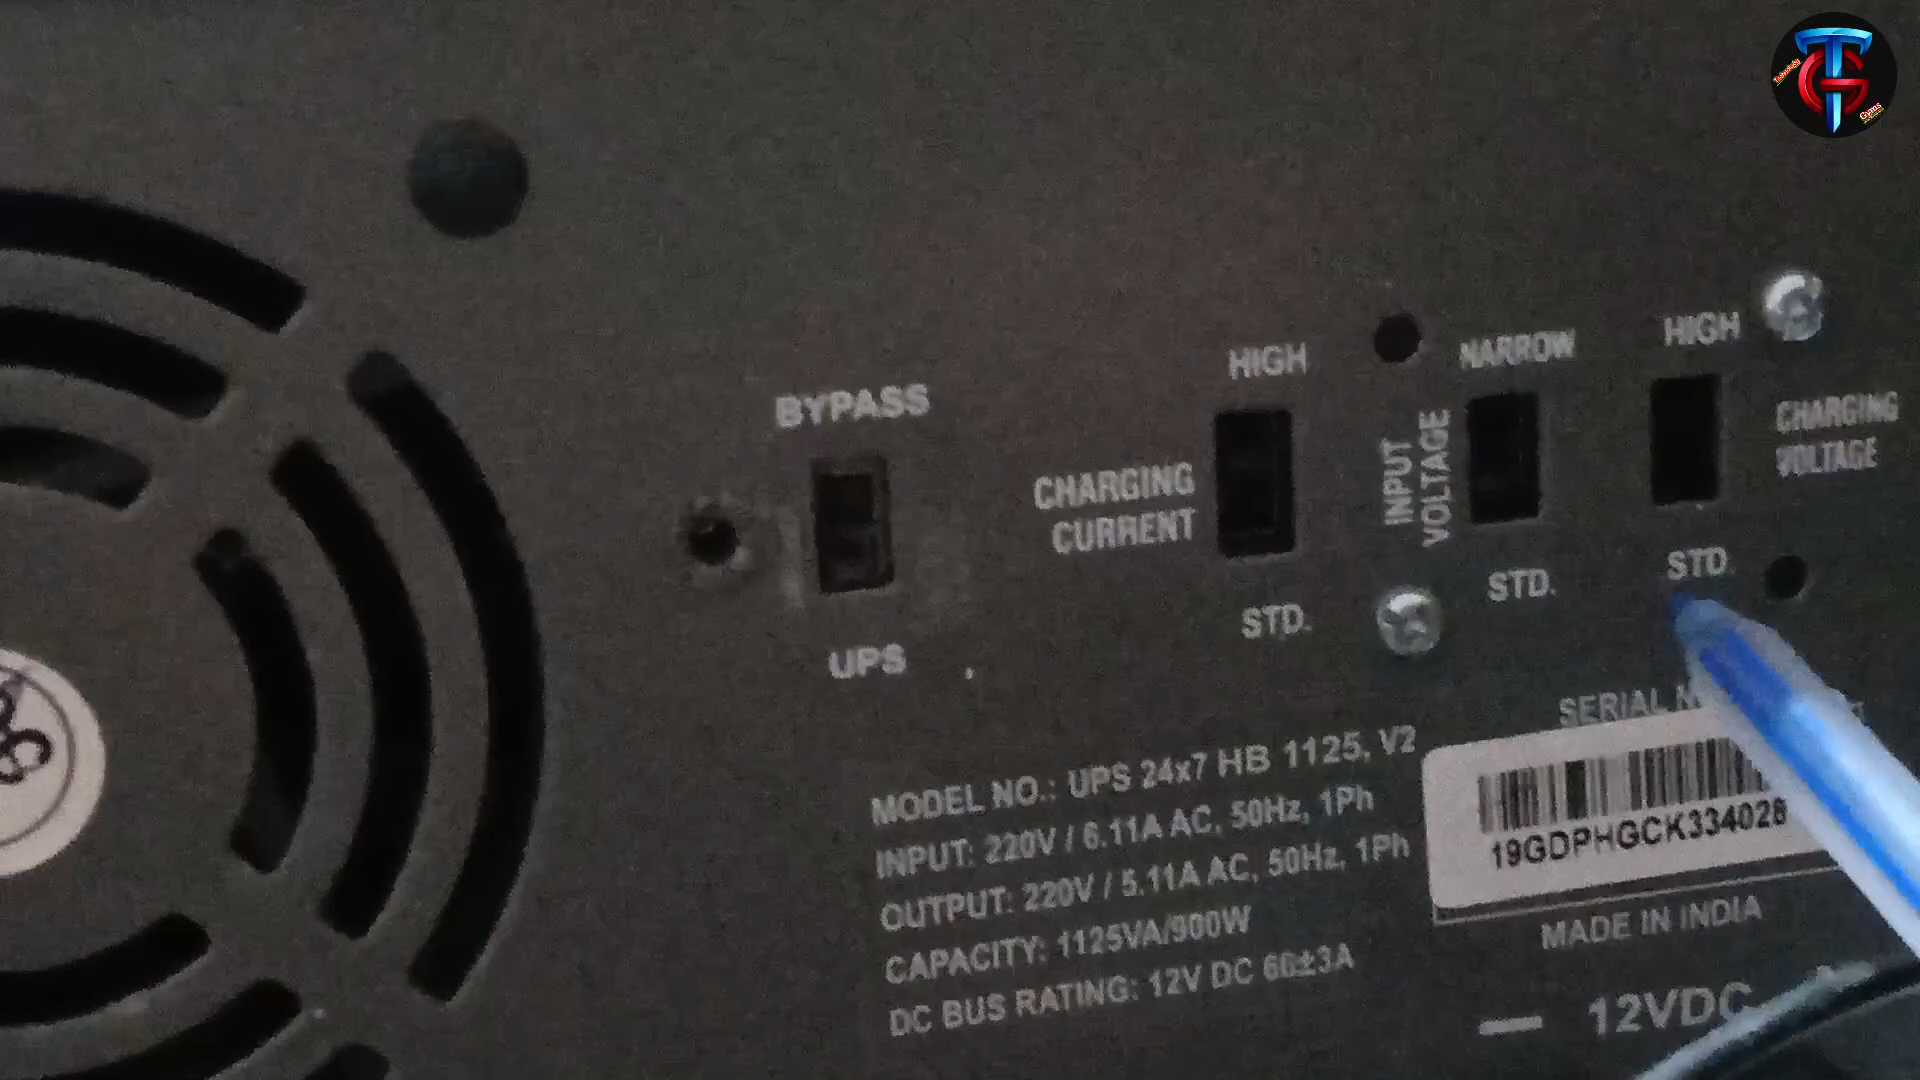 HIGH
NARROW
HIGH
BYPASS
CHARGING
CURRENT
INPUT
VOLTAGE
CHARGING
VOLTAGE
STD.
STD.
STD.
UPS
SERIAL
MODEL NO.: UPS 24x7 HB 1125, V2
INPUT: 220V / 6.11A AC, 50Hz, 1Ph
OUTPUT: 220V / 5.11A AC, 50Hz, 1Ph
CAPACITY: 1125VA/900W
DC BUS RATING: 12V DC 60±3A
19GDPHGCK334028
MADE IN INDIA
— 12VDC